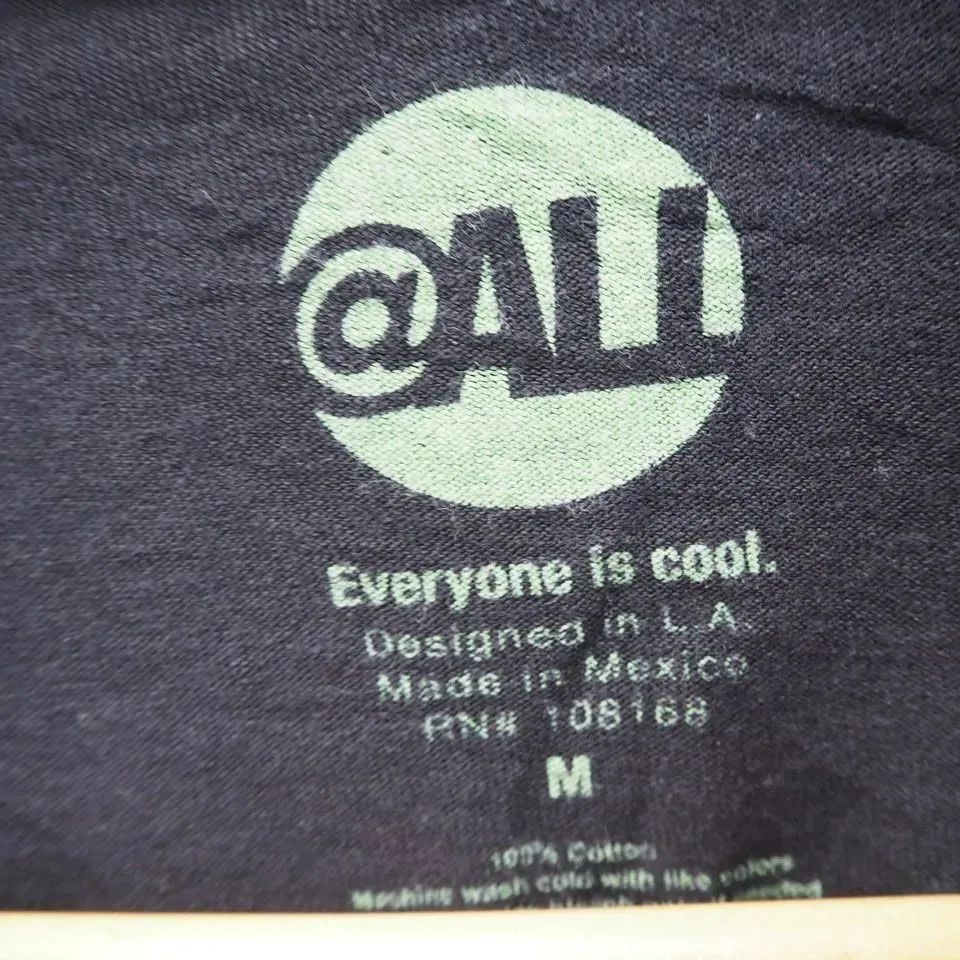 @ALL
Everyone is cool.
Designed in L.A.
Made in Mexico
RN# 108168
M
100% Cotton
Machine wash cold with like colors